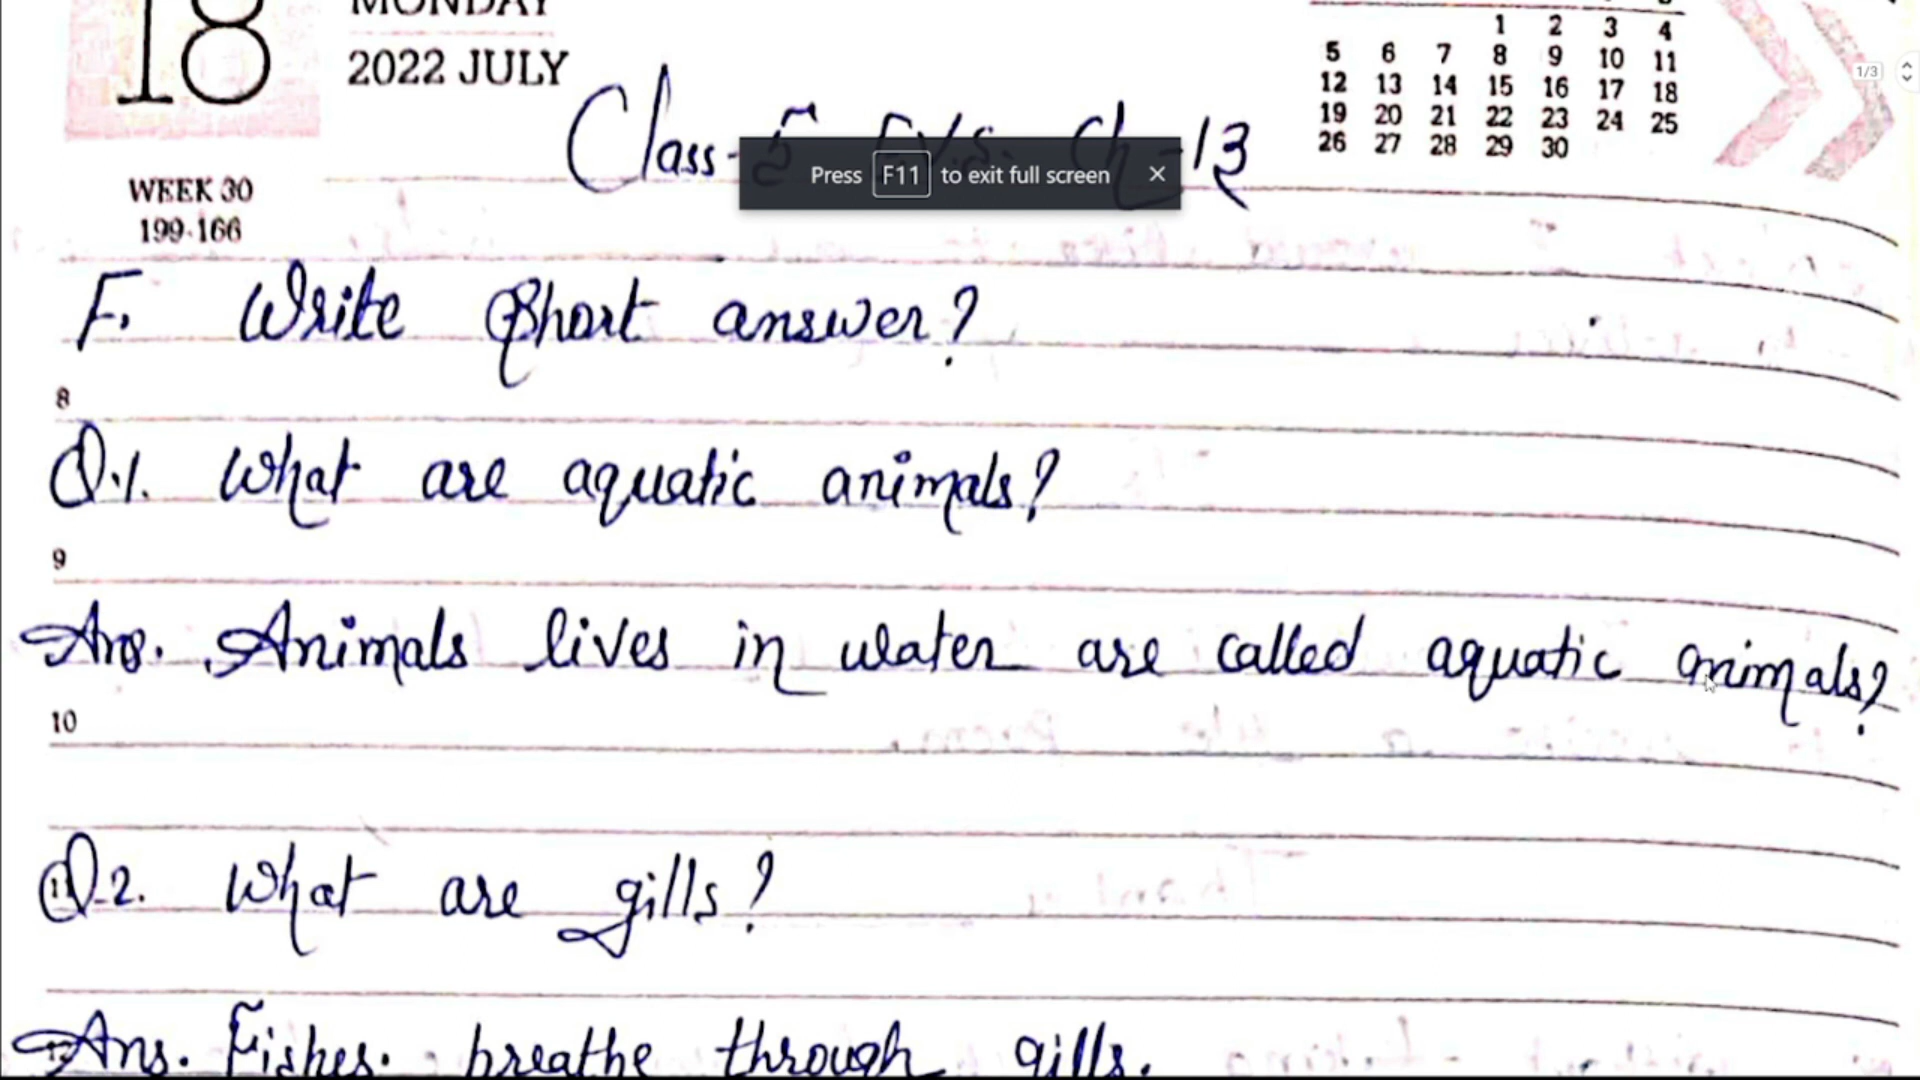 18
MONDAY
2022 JULY
1 2 3 4
5 6 7 8 9 10 11
12 13 14 15 16 17 18
19 20 21 22 23 24 25
26 27 28 29 30
1/3
Class-5 E.V.S. Ch-13
Press F11 to exit full screen
WEEK 30
199-166
F. Write Short answer?
8
Q.1. What are aquatic animals?
9
Ans. Animals lives in water are called aquatic animals?
10
11
Q.2. What are gills?
12
Ans. Fishes. breathe through gills.